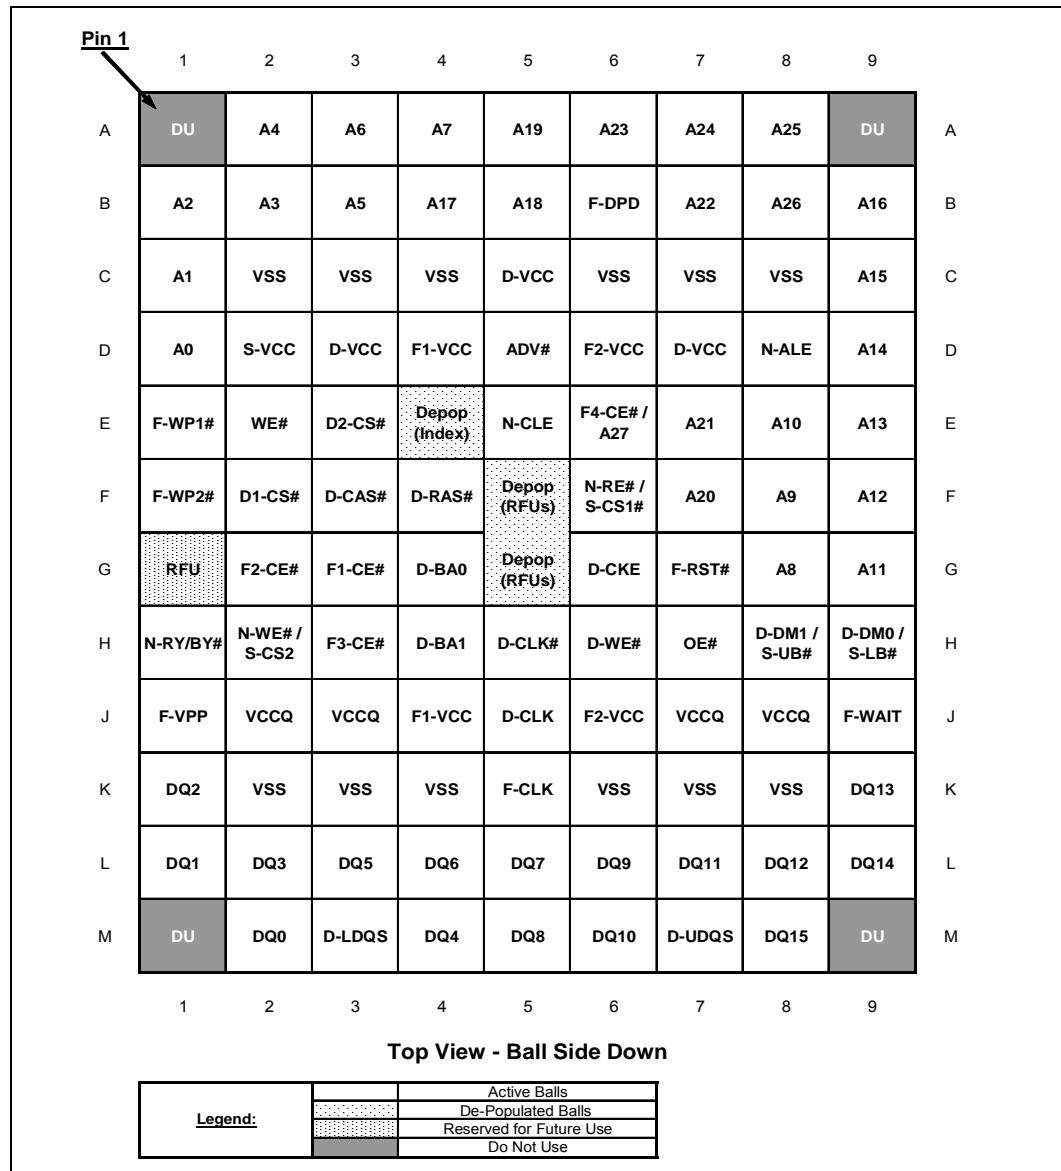 Pin 1
1 2 3 4 5 6 7 8 9
A DU A4 A6 A7 A19 A23 A24 A25 DU A
B A2 A3 A5 A17 A18 F-DPD A22 A26 A16 B
C A1 VSS VSS VSS D-VCC VSS VSS VSS A15 C
D A0 S-VCC D-VCC F1-VCC ADV# F2-VCC D-VCC N-ALE A14 D
E F-WP1# WE# D2-CS# Depop (Index) N-CLE F4-CE# / A27 A21 A10 A13 E
F F-WP2# D1-CS# D-CAS# D-RAS# Depop (RFUs) N-RE# / S-CS1# A20 A9 A12 F
G RFU F2-CE# F1-CE# D-BA0 Depop (RFUs) D-CKE F-RST# A8 A11 G
H N-RY/BY# N-WE# / S-CS2 F3-CE# D-BA1 D-CLK# D-WE# OE# D-DM1 / S-UB# D-DM0 / S-LB# H
J F-VPP VCCQ VCCQ F1-VCC D-CLK F2-VCC VCCQ VCCQ F-WAIT J
K DQ2 VSS VSS VSS F-CLK VSS VSS VSS DQ13 K
L DQ1 DQ3 DQ5 DQ6 DQ7 DQ9 DQ11 DQ12 DQ14 L
M DU DQ0 D-LDQS DQ4 DQ8 DQ10 D-UDQS DQ15 DU M
1 2 3 4 5 6 7 8 9
Top View - Ball Side Down
Legend:
Active Balls
De-Populated Balls
Reserved for Future Use
Do Not Use